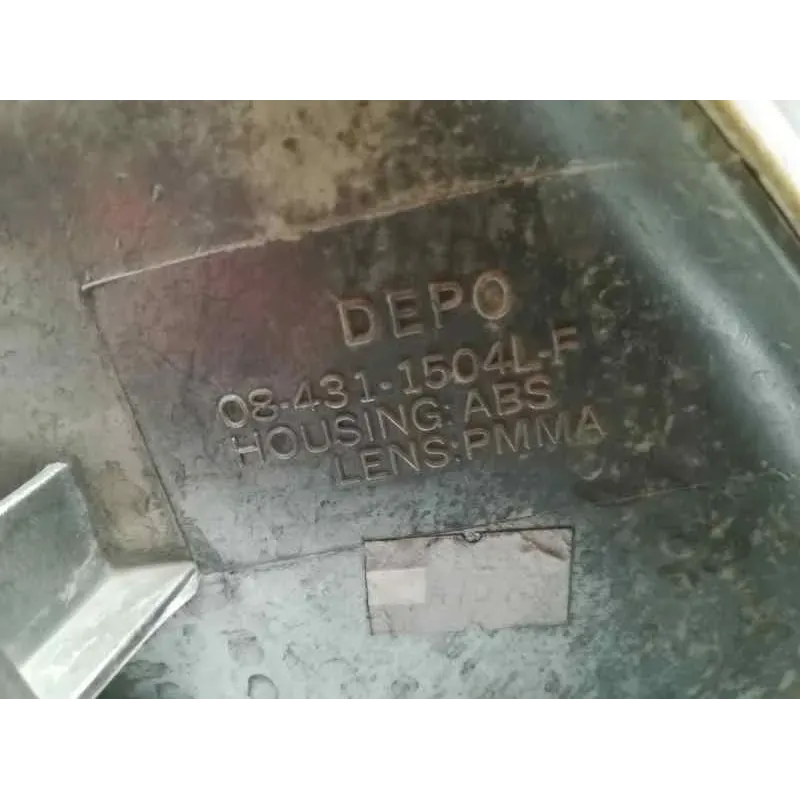 DEPO
08-431-1504L-F
HOUSING:ABS
LENS:PMMA